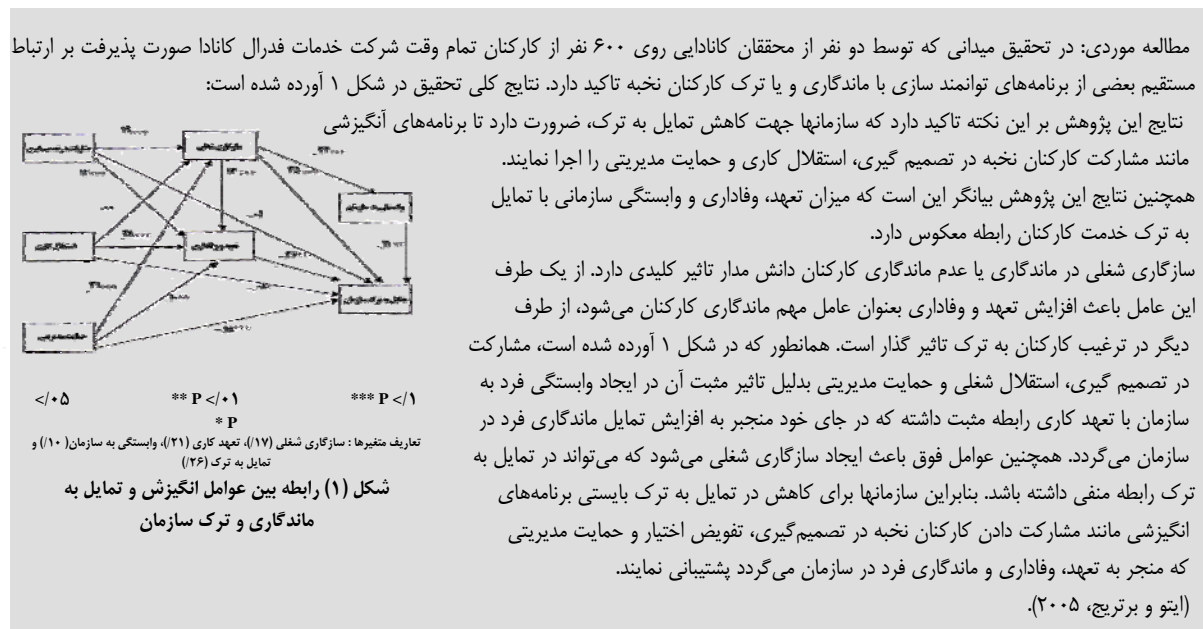 مطالعه موردی: در تحقیق میدانی که توسط دو نفر از محققان کانادایی روی ۶۰۰ نفر از کارکنان تمام وقت شرکت خدمات فدرال کانادا صورت پذیرفت بر ارتباط
مستقیم بعضی از برنامه‌های توانمند سازی با ماندگاری و یا ترک کارکنان نخبه تاکید دارد. نتایج کلی تحقیق در شکل ۱ آورده شده است:
نتایج این پژوهش بر این نکته تاکید دارد که سازمانها جهت کاهش تمایل به ترک، ضرورت دارد تا برنامه‌های آنگیزشی
مانند مشارکت کارکنان نخبه در تصمیم گیری، استقلال کاری و حمایت مدیریتی را اجرا نمایند.
همچنین نتایج این پژوهش بیانگر این است که میزان تعهد، وفاداری و وابستگی سازمانی با تمایل
به ترک خدمت کارکنان رابطه معکوس دارد.
سازگاری شغلی در ماندگاری یا عدم ماندگاری کارکنان دانش مدار تاثیر کلیدی دارد. از یک طرف
این عامل باعث افزایش تعهد و وفاداری بعنوان عامل مهم ماندگاری کارکنان می‌شود، از طرف
دیگر در ترغیب کارکنان به ترک تاثیر گذار است. همانطور که در شکل ۱ آورده شده است، مشارکت
در تصمیم گیری، استقلال شغلی و حمایت مدیریتی بدلیل تاثیر مثبت آن در ایجاد وابستگی فرد به
سازمان با تعهد کاری رابطه مثبت داشته که در جای خود منجبر به افزایش تمایل ماندگاری فرد در
سازمان می‌گردد. همچنین عوامل فوق باعث ایجاد سازگاری شغلی می‌شود که می‌تواند در تمایل به
ترک رابطه منفی داشته باشد. بنابراین سازمانها برای کاهش در تمایل به ترک بایستی برنامه‌های
انگیزشی مانند مشارکت دادن کارکنان نخبه در تصمیم‌گیری، تفویض اختیار و حمایت مدیریتی
که منجر به تعهد، وفاداری و ماندگاری فرد در سازمان می‌گردد پشتیبانی نمایند.
(ایتو و برتریج، ۲۰۰۵).
*** P </۱ ** P </۰۱ </۰۵
* P
تعاریف متغیرها : سازگاری شغلی (۱۷/)، تعهد کاری (۲۱/)، وابستگی به سازمان( ۱۰/) و
تمایل به ترک (۲۶/)
شکل (۱) رابطه بین عوامل انگیزش و تمایل به
ماندگاری و ترک سازمان